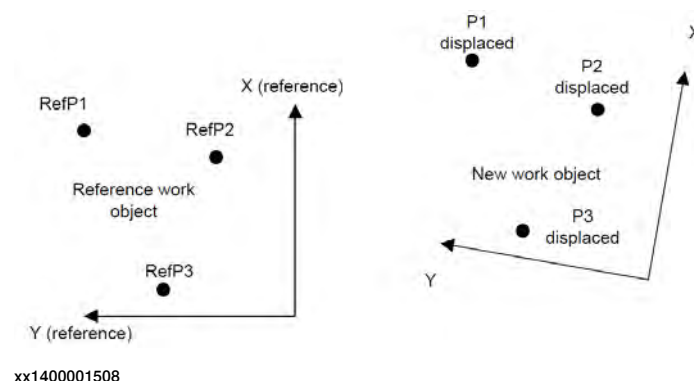 X (reference)
RefP1
RefP2
Reference work
object
RefP3
Y (reference)
P1
displaced
X
P2
displaced
New work object
P3
displaced
Y
xx1400001508